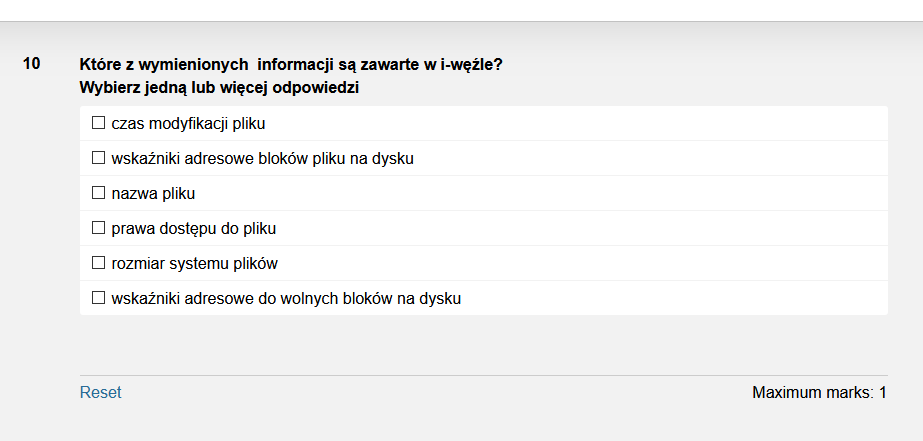 10 Które z wymienionych informacji są zawarte w i-węźle?
Wybierz jedną lub więcej odpowiedzi
czas modyfikacji pliku
wskaźniki adresowe bloków pliku na dysku
nazwa pliku
prawa dostępu do pliku
rozmiar systemu plików
wskaźniki adresowe do wolnych bloków na dysku
Reset Maximum marks: 1